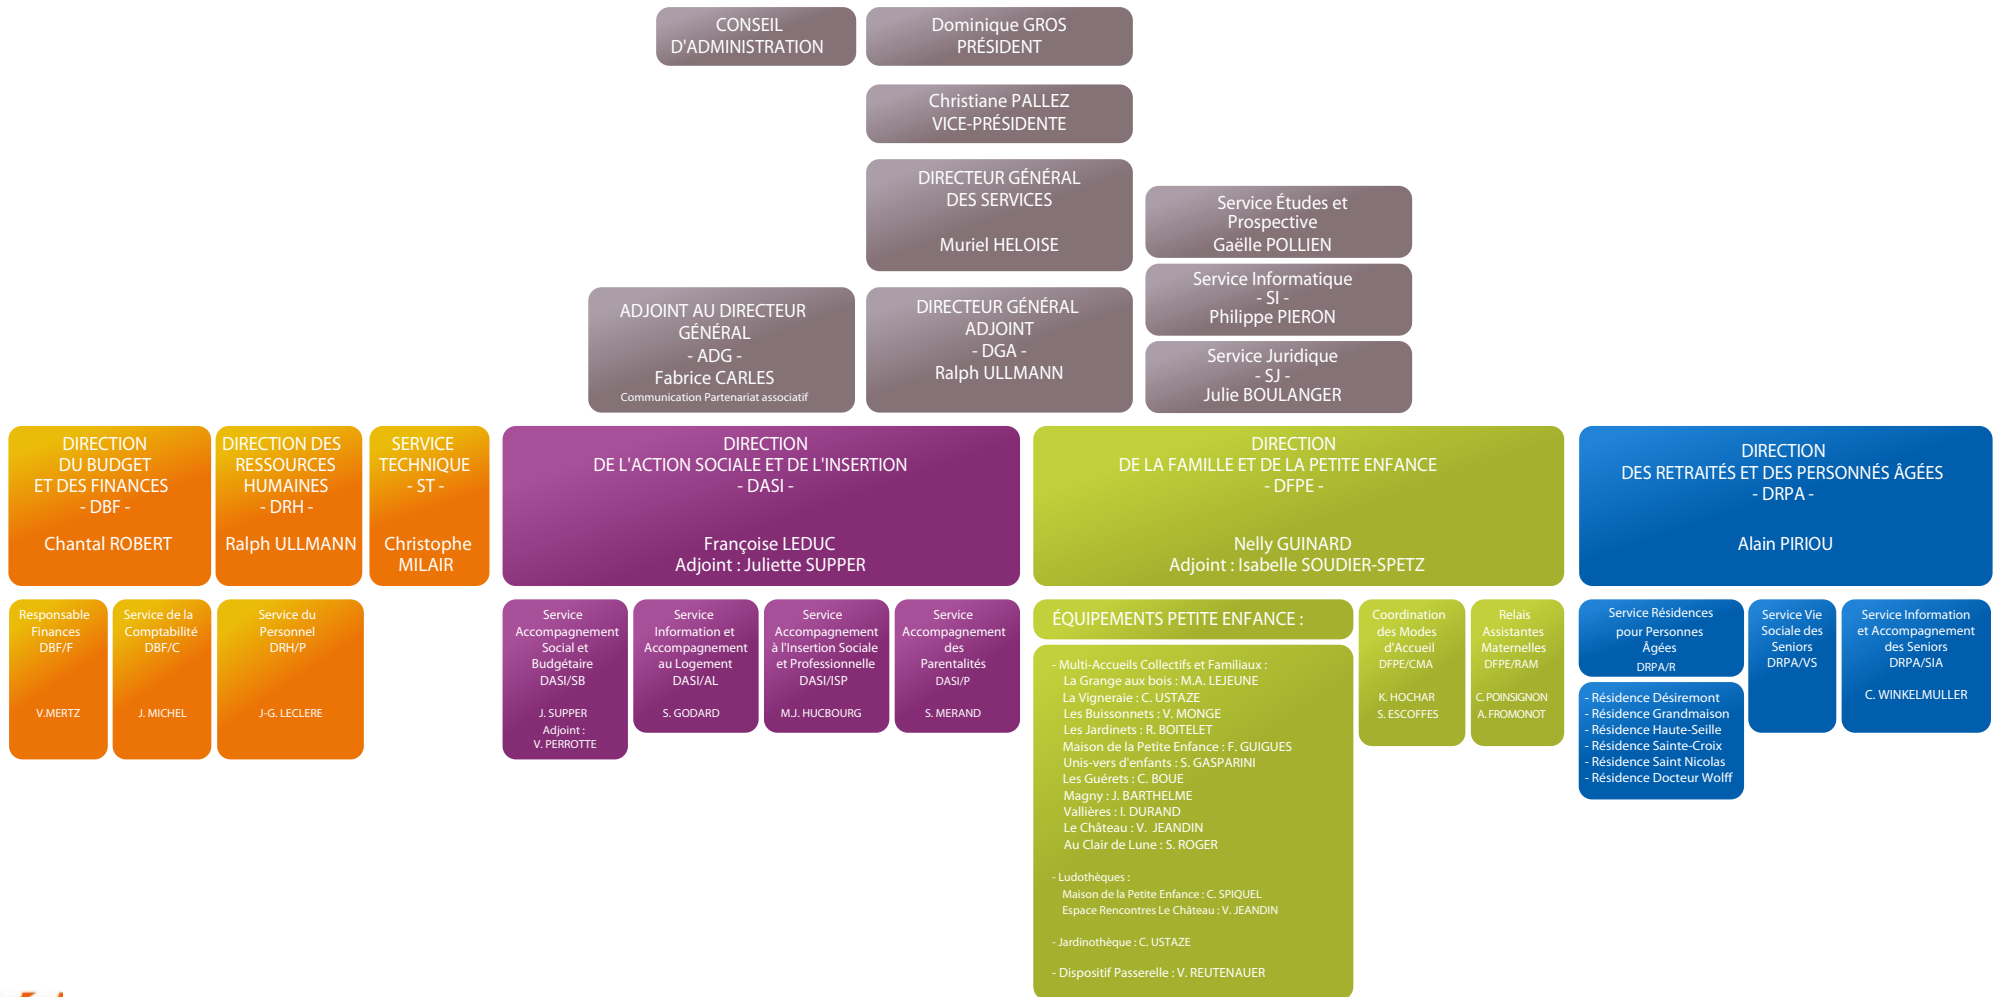 CONSEIL
D'ADMINISTRATION
Dominique GROS
PRÉSIDENT
Christiane PALLEZ
VICE-PRÉSIDENTE
DIRECTEUR GÉNÉRAL
DES SERVICES
Muriel HELOISE
Service Études et
Prospective
Gaëlle POLLIEN
Service Informatique
- SI -
Philippe PIERON
Service Juridique
- SJ -
Julie BOULANGER
ADJOINT AU DIRECTEUR
GÉNÉRAL
- ADG -
Fabrice CARLES
Communication Partenariat associatif
DIRECTEUR GÉNÉRAL
ADJOINT
- DGA -
Ralph ULLMANN
DIRECTION
DU BUDGET
ET DES FINANCES
- DBF -
Chantal ROBERT
DIRECTION DES
RESSOURCES
HUMAINES
- DRH -
Ralph ULLMANN
SERVICE
TECHNIQUE
- ST -
Christophe
MILAIR
DIRECTION
DE L'ACTION SOCIALE ET DE L'INSERTION
- DASI -
Françoise LEDUC
Adjoint : Juliette SUPPER
DIRECTION
DE LA FAMILLE ET DE LA PETITE ENFANCE
- DFPE -
Nelly GUINARD
Adjoint : Isabelle SOUDIER-SPETZ
DIRECTION
DES RETRAITÉS ET DES PERSONNÉS ÂGÉES
- DRPA -
Alain PIRIOU
Responsable
Finances
DBF/F
V.MERTZ
Service de la
Comptabilité
DBF/C
J. MICHEL
Service du
Personnel
DRH/P
J-G. LECLERE
Service
Accompagnement
Social et
Budgétaire
DASI/SB
J. SUPPER
Adjoint :
V. PERROTTE
Service
Information et
Accompagnement
au Logement
DASI/AL
S. GODARD
Service
Accompagnement
à l'Insertion Sociale
et Professionnelle
DASI/ISP
M.J. HUCBOURG
Service
Accompagnement
des
Parentalités
DASI/P
S. MERAND
ÉQUIPEMENTS PETITE ENFANCE :
- Multi-Accueils Collectifs et Familiaux :
La Grange aux bois : M.A. LEJEUNE
La Vigneraie : C. USTAZE
Les Buissonnets : V. MONGE
Les Jardinets : R. BOITELET
Maison de la Petite Enfance : F. GUIGUES
Unis-vers d'enfants : S. GASPARINI
Les Guérets : C. BOUE
Magny : J. BARTHELME
Vallières : I. DURAND
Le Château : V. JEANDIN
Au Clair de Lune : S. ROGER
- Ludothèques :
Maison de la Petite Enfance : C. SPIQUEL
Espace Rencontres Le Château : V. JEANDIN
- Jardinothèque : C. USTAZE
- Dispositif Passerelle : V. REUTENAUER
Coordination
des Modes
d'Accueil
DFPE/CMA
K. HOCHAR
S. ESCOFFES
Relais
Assistantes
Maternelles
DFPE/RAM
C. POINSIGNON
A. FROMONOT
Service Résidences
pour Personnes
Âgées
DRPA/R
- Résidence Désiremont
- Résidence Grandmaison
- Résidence Haute-Seille
- Résidence Sainte-Croix
- Résidence Saint Nicolas
- Résidence Docteur Wolff
Service Vie
Sociale des
Seniors
DRPA/VS
Service Information
et Accompagnement
des Seniors
DRPA/SIA
C. WINKELMULLER